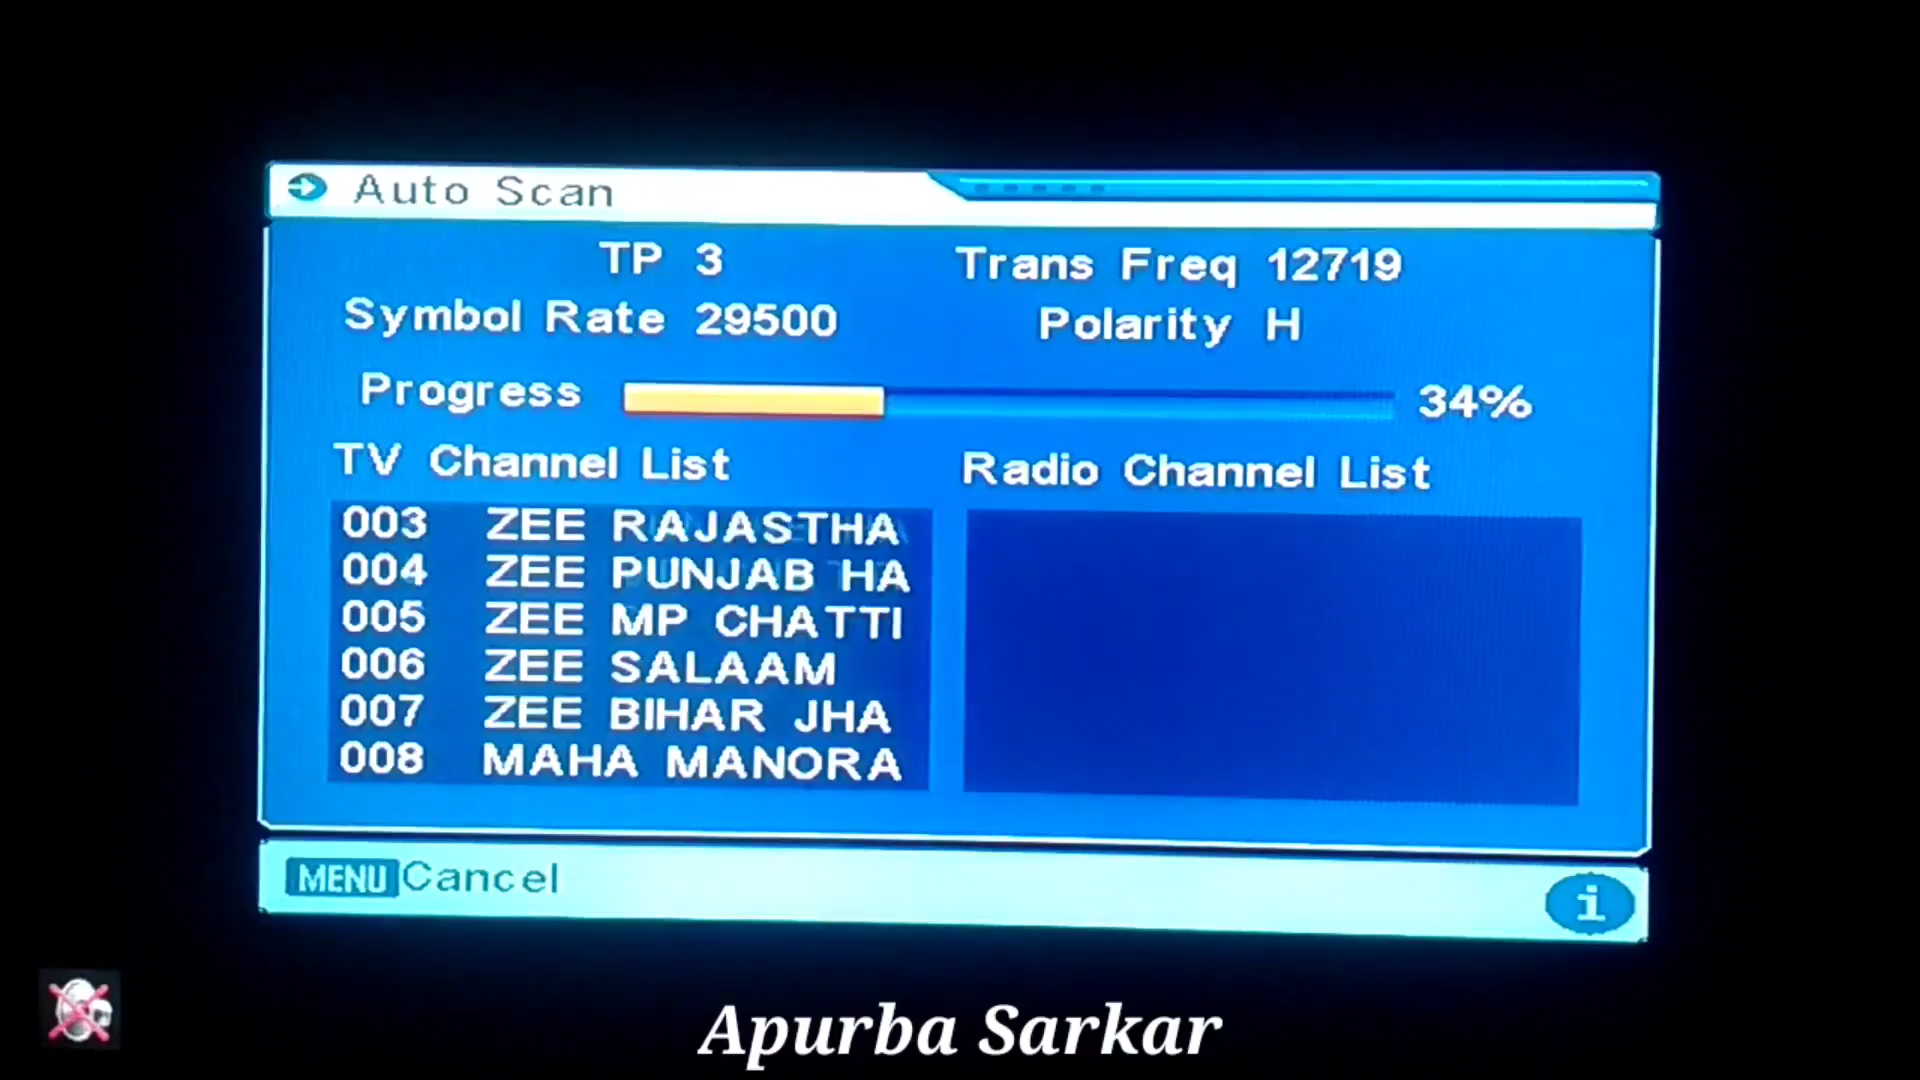 Auto Scan
TP 3
Trans Freq 12719
Symbol Rate 29500
Polarity H
Progress 34%
TV Channel List
Radio Channel List
003 ZEE RAJASTHA
004 ZEE PUNJAB HA
005 ZEE MP CHATTI
006 ZEE SALAAM
007 ZEE BIHAR JHA
008 MAHA MANORA
MENU Cancel
i
Apurba Sarkar